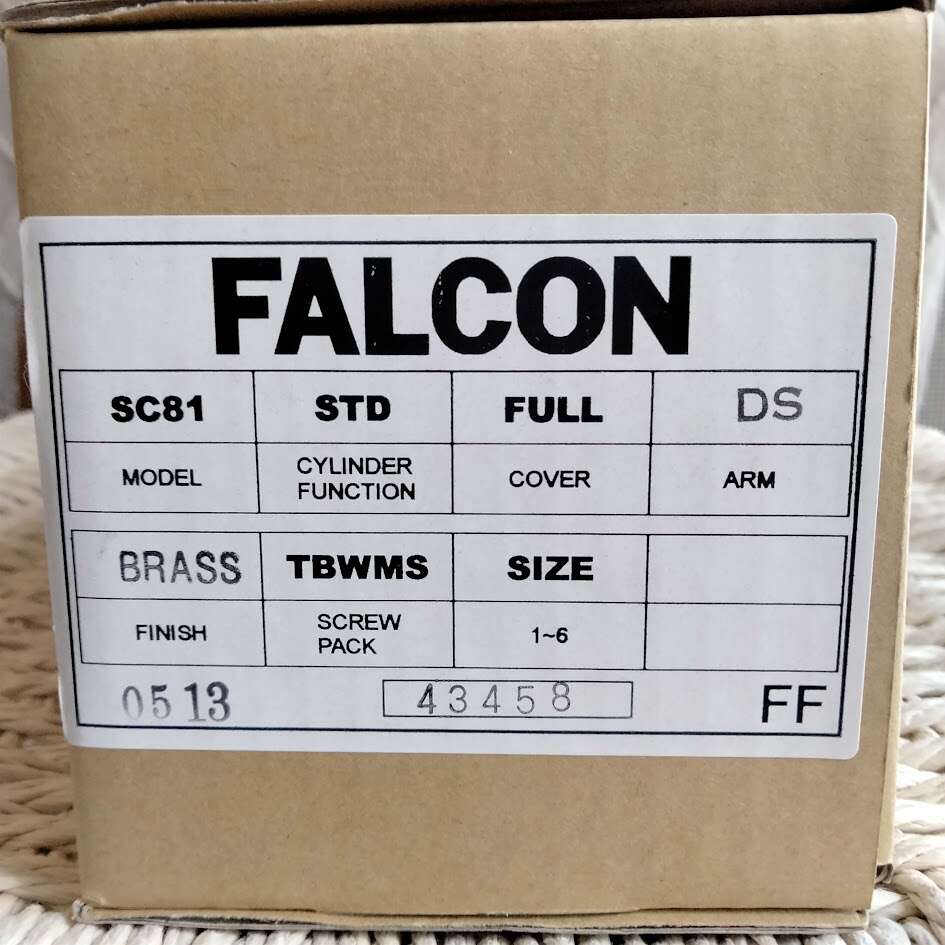 FALCON
SC81 STD FULL DS
MODEL CYLINDER FUNCTION COVER ARM
BRASS TBWMS SIZE
FINISH SCREW PACK 1~6
0513 43458 FF